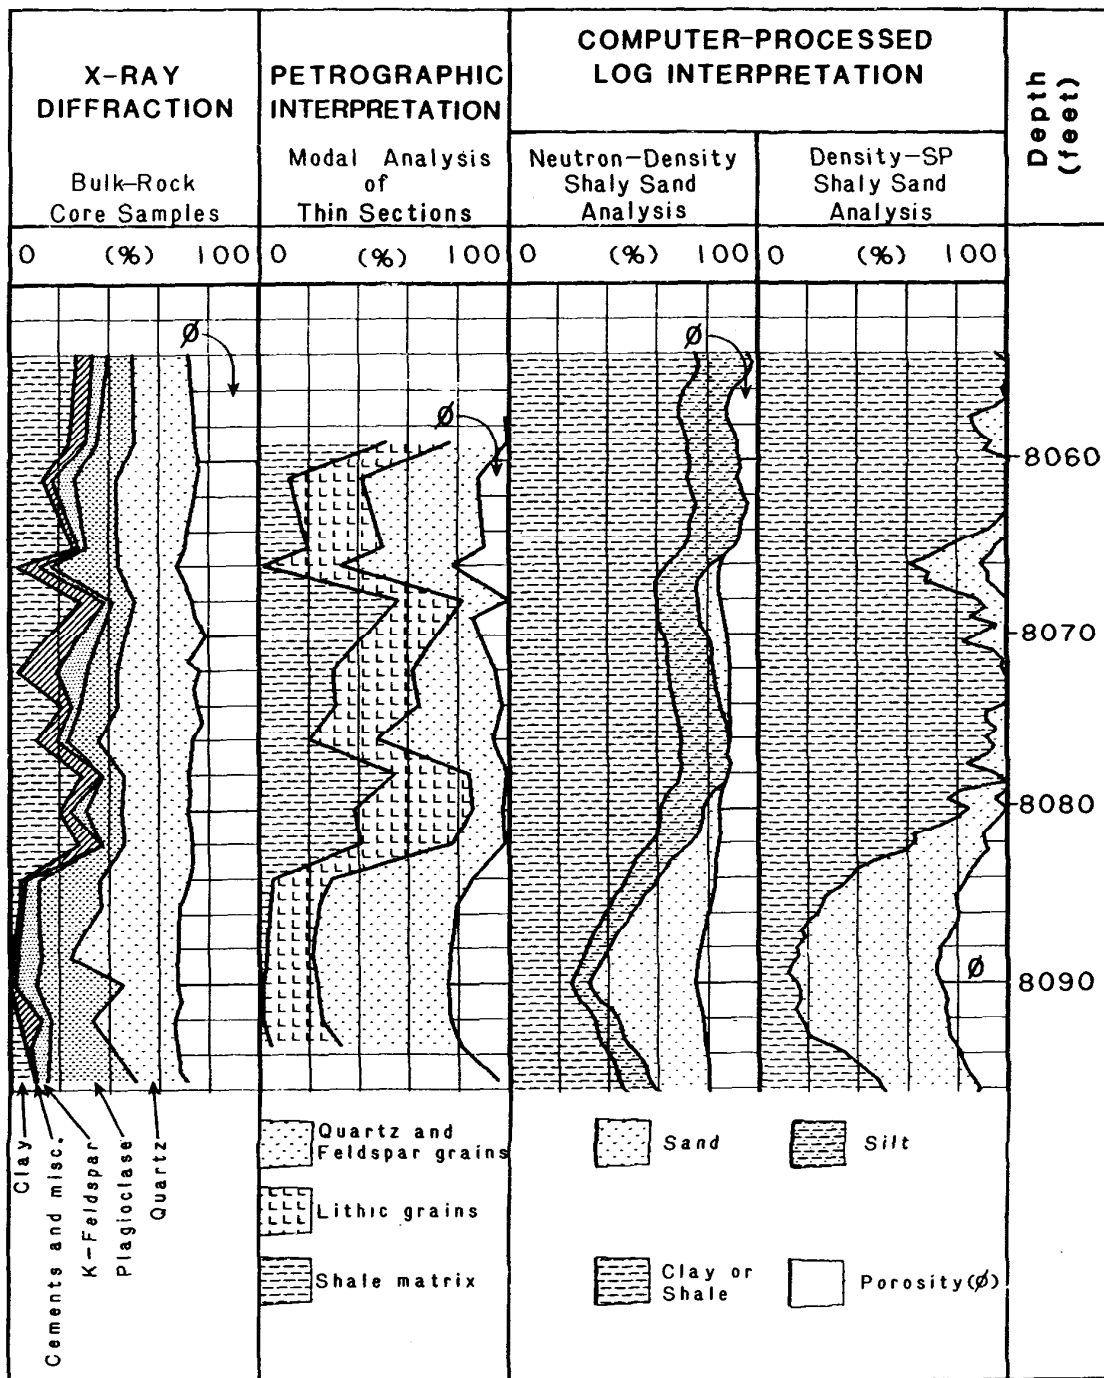 X-RAY
DIFFRACTION
Bulk-Rock
Core Samples
PETROGRAPHIC
INTERPRETATION
Modal Analysis
of
Thin Sections
COMPUTER-PROCESSED
LOG INTERPRETATION
Neutron-Density
Shaly Sand
Analysis
Density-SP
Shaly Sand
Analysis
Depth
(feet)
0 (%) 100
0 (%) 100
0 (%) 100
0 (%) 100
Ø
Ø
Ø
Ø
8060
8070
8080
8090
Clay
Cements and misc.
K-Feldspar
Plagioclase
Quartz
Quartz and
Feldspar grains
Lithic grains
Shale matrix
Sand
Silt
Clay or
Shale
Porosity(Ø)